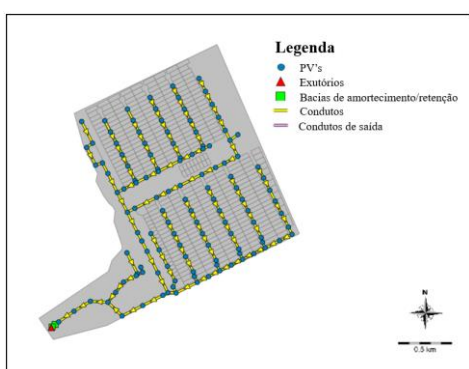 Legenda
PV's
Exutórios
Bacias de amortecimento/retenção
Condutos
Condutos de saída
N
0.5 km